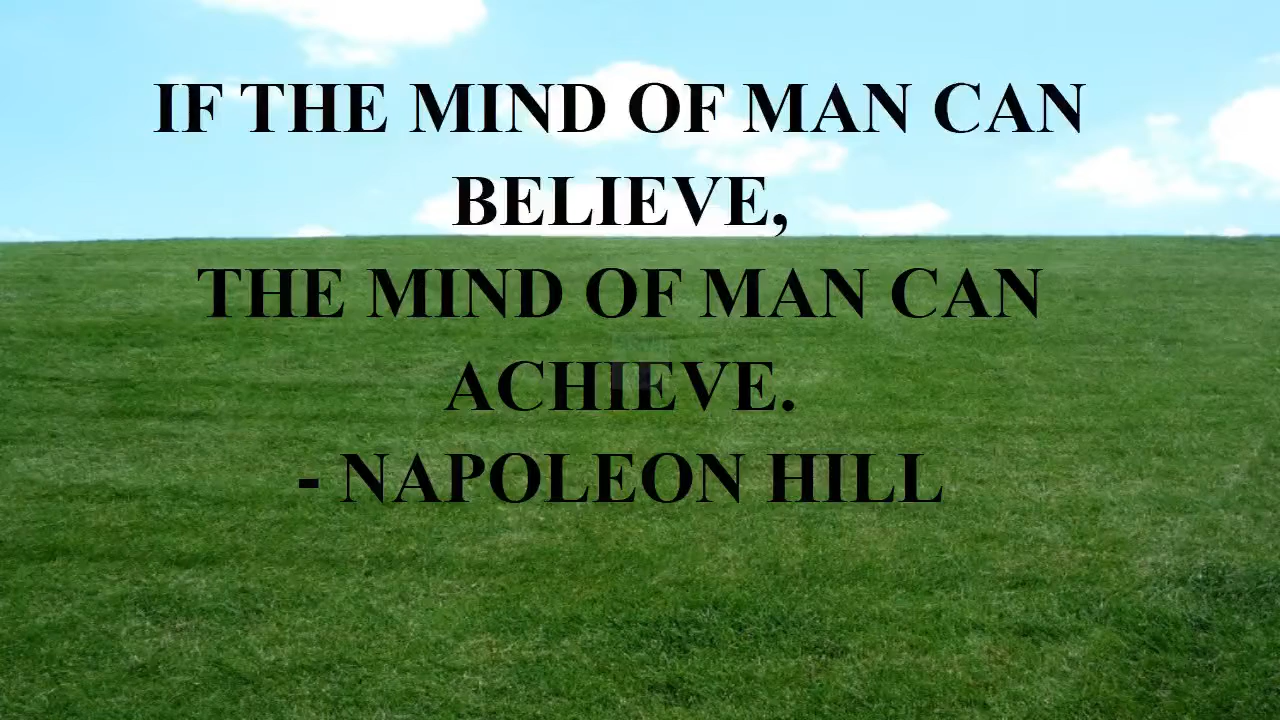 IF THE MIND OF MAN CAN
BELIEVE,
THE MIND OF MAN CAN
ACHIEVE.
- NAPOLEON HILL